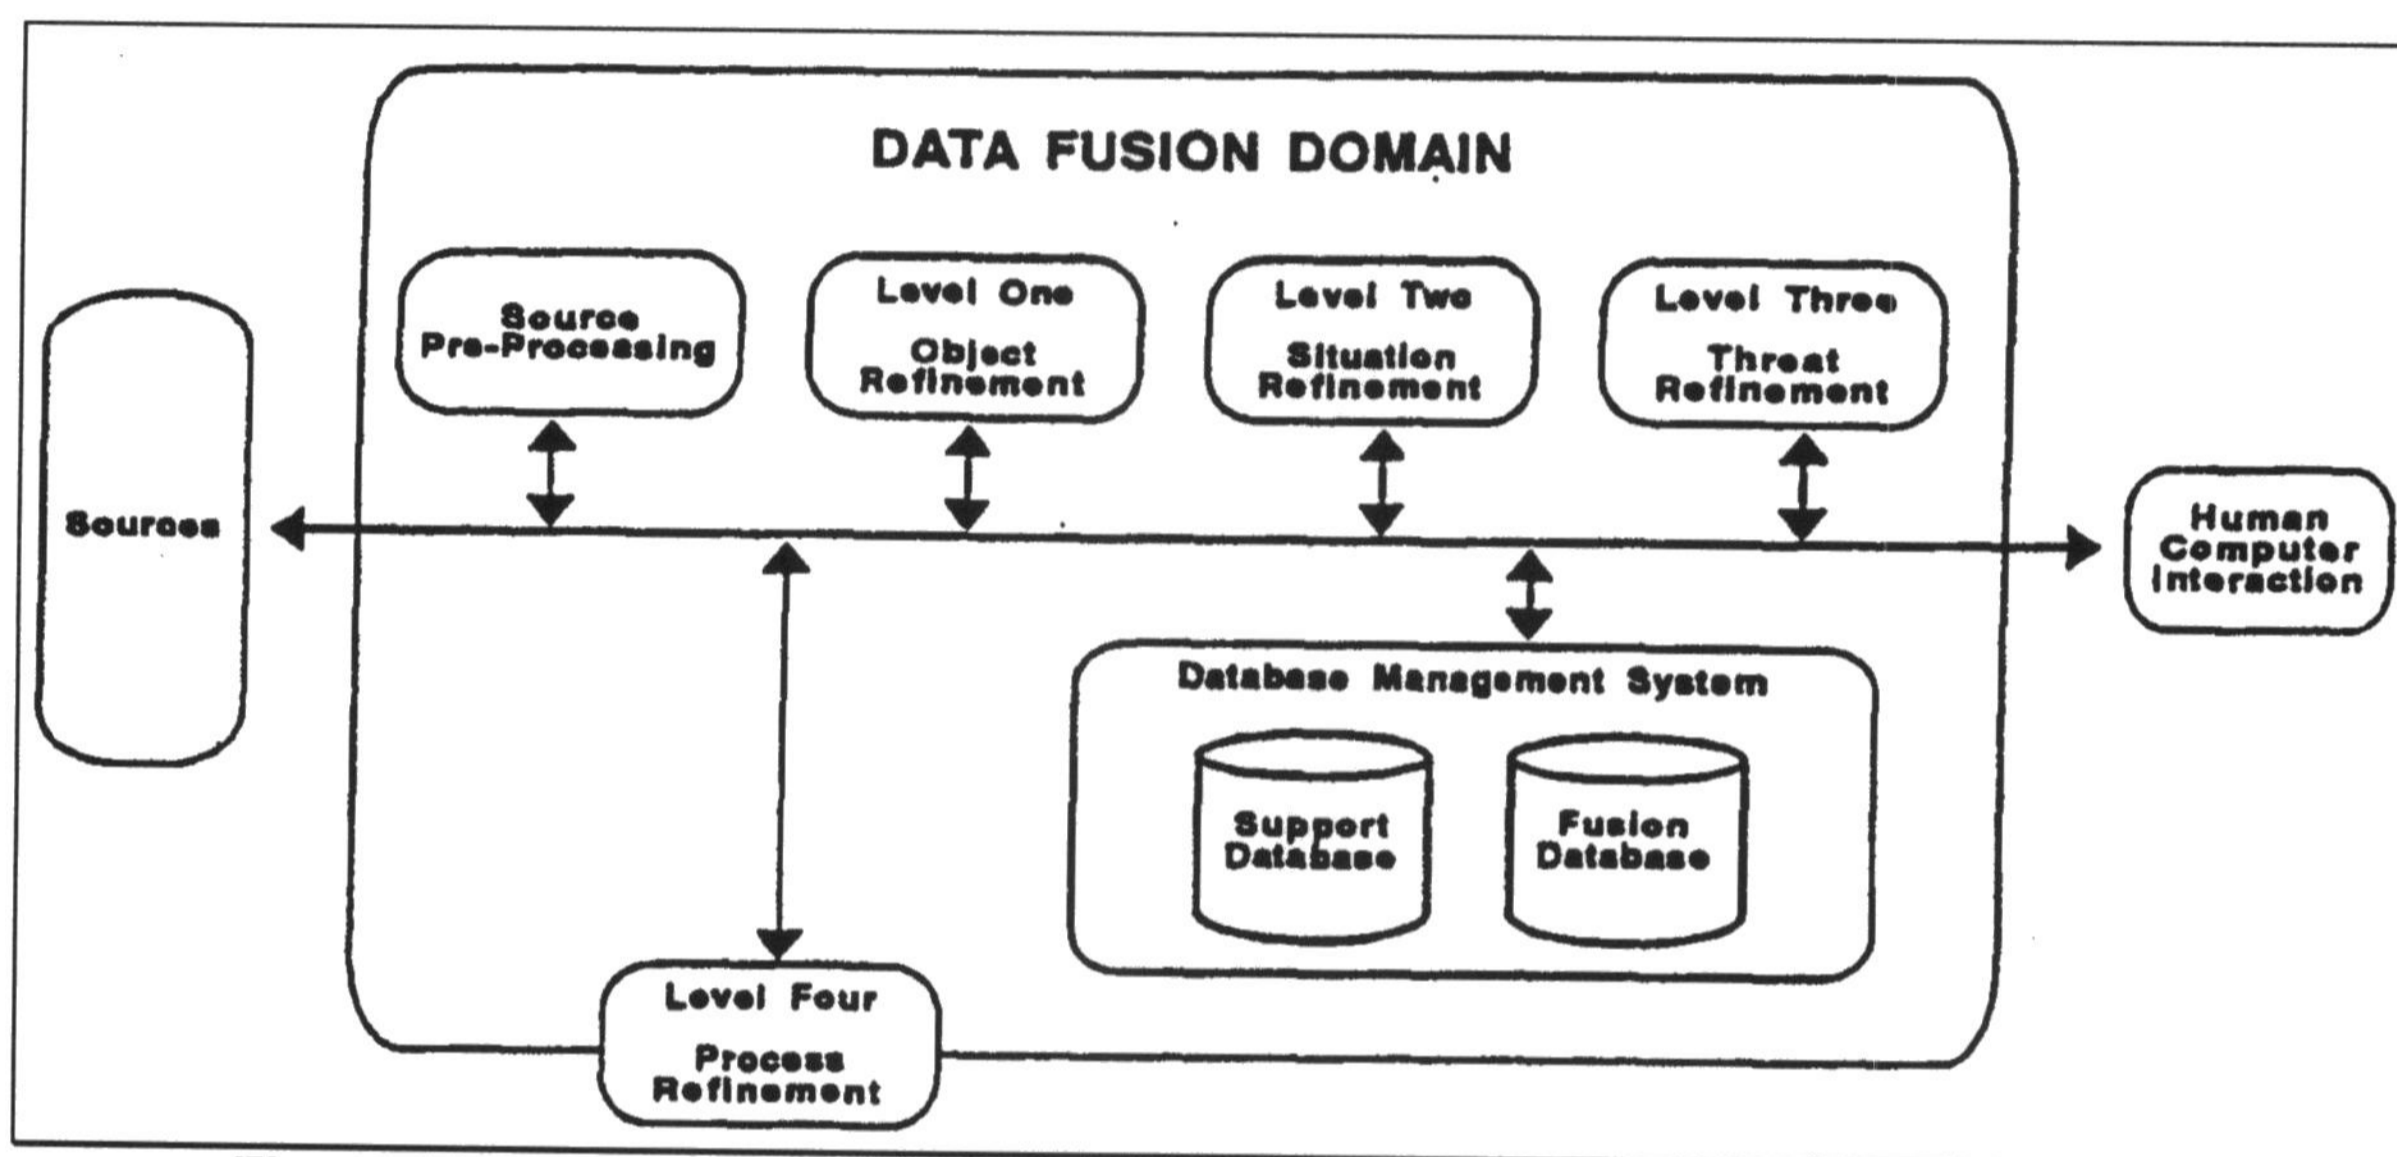 DATA FUSION DOMAIN
Source
Pre-Processing
Level One
Object
Refinement
Level Two
Situation
Refinement
Level Three
Threat
Refinement
Sources
Human
Computer
Interaction
Database Management System
Support
Database
Fusion
Database
Level Four
Process
Refinement